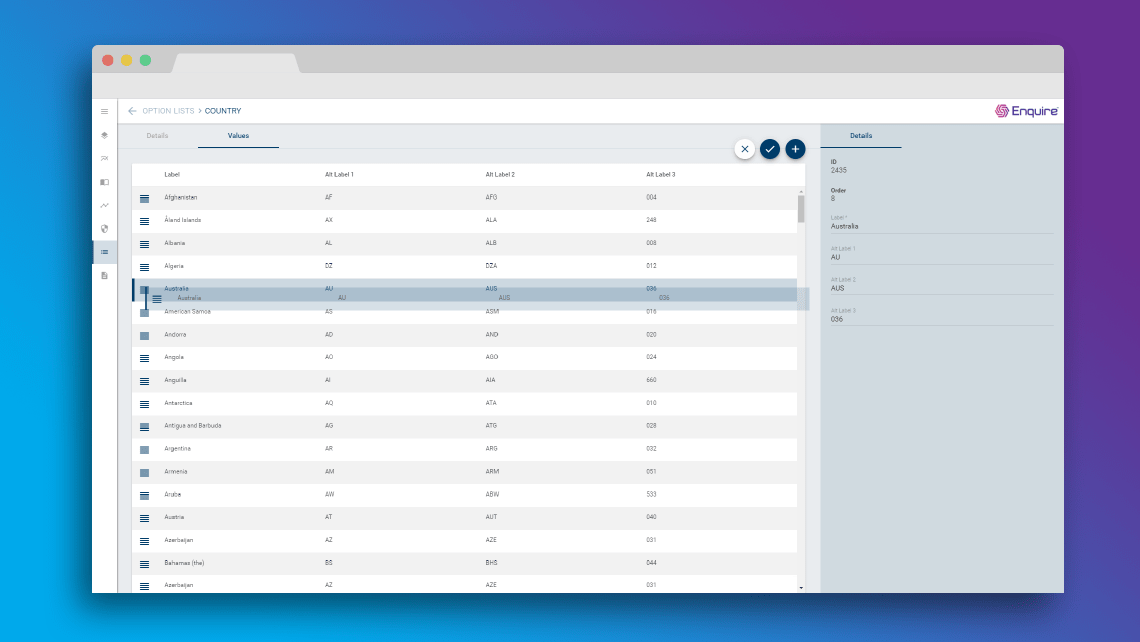 OPTION LISTS > COUNTRY
Enquire
Details Values Details
Label Alt Label 1 Alt Label 2 Alt Label 3
Afghanistan AF AFG 004
Åland Islands AX ALA 248
Albania AL ALB 008
Algeria DZ DZA 012
Australia AU AUS 036
Australia AU AUS 036
American Samoa AS ASM 016
Andorra AD AND 020
Angola AO AGO 024
Anguilla AI AIA 660
Antarctica AQ ATA 010
Antigua and Barbuda AG ATG 028
Argentina AR ARG 032
Armenia AM ARM 051
Aruba AW ABW 533
Austria AT AUT 040
Azerbaijan AZ AZE 031
Bahamas (the) BS BHS 044
Azerbaijan AZ AZE 031
ID
2435
Order
8
Label *
Australia
Alt Label 1
AU
Alt Label 2
AUS
Alt Label 3
036